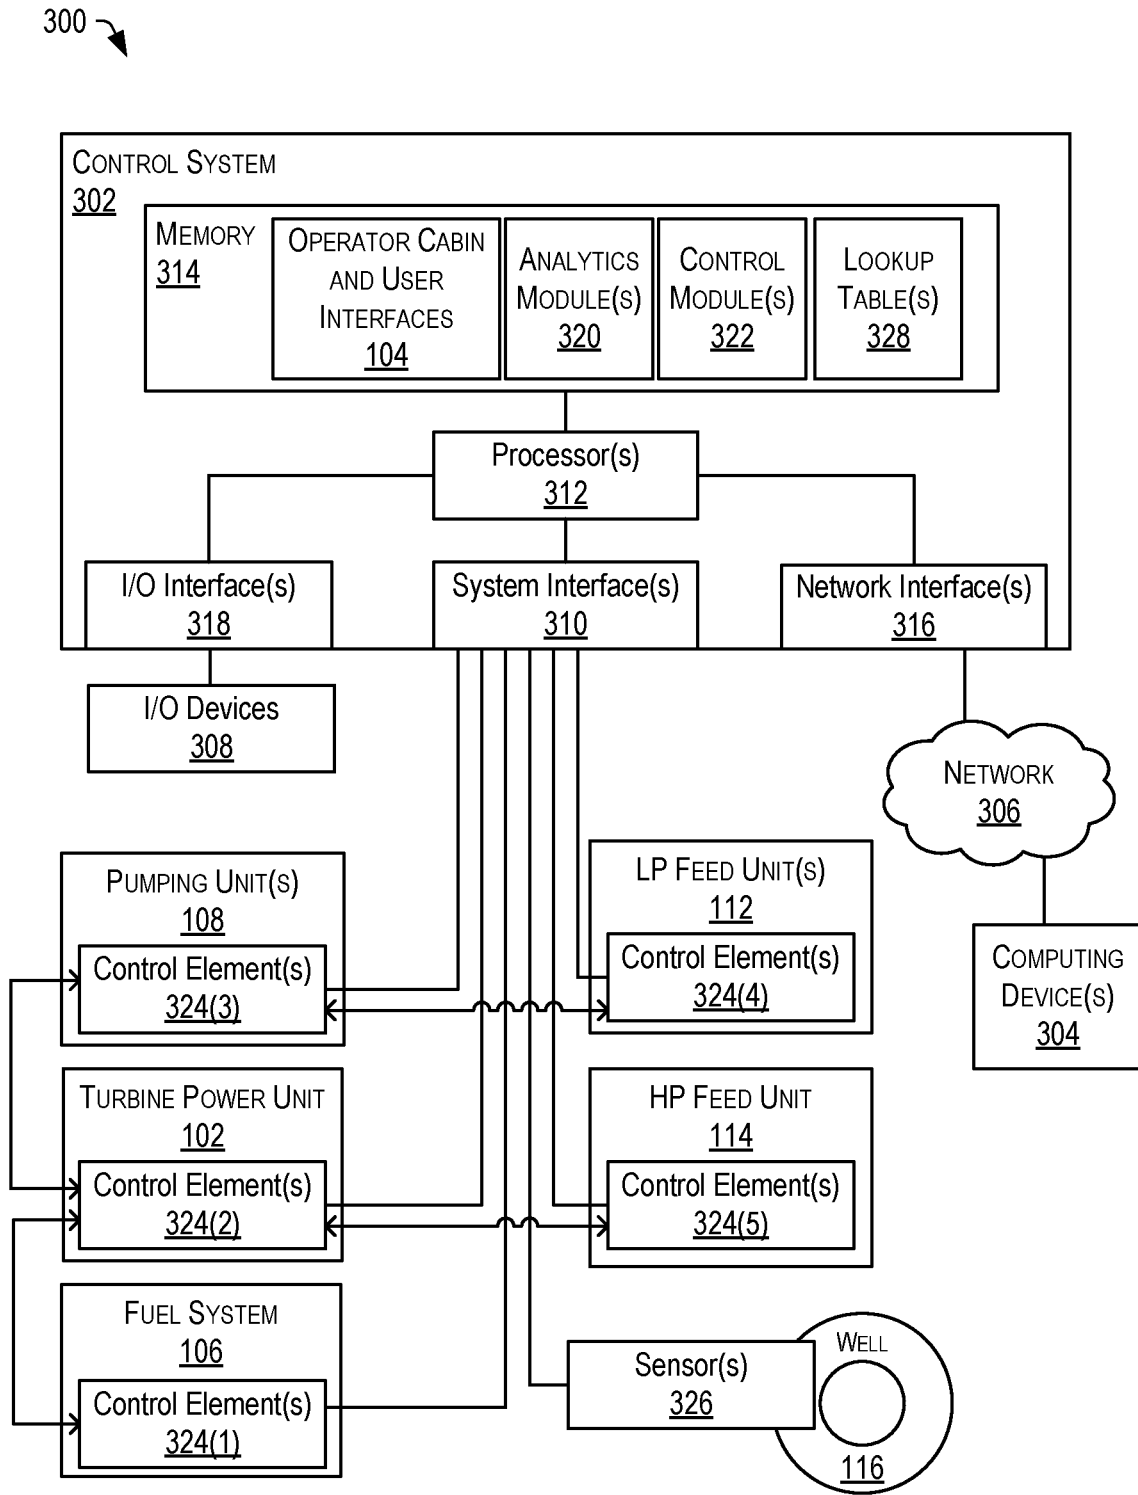 300
CONTROL SYSTEM
302
MEMORY
314
OPERATOR CABIN
AND USER
INTERFACES
104
ANALYTICS
MODULE(S)
320
CONTROL
MODULE(S)
322
LOOKUP
TABLE(S)
328
Processor(s)
312
I/O Interface(s)
318
System Interface(s)
310
Network Interface(s)
316
I/O Devices
308
NETWORK
306
COMPUTING
DEVICE(S)
304
PUMPING UNIT(S)
108
Control Element(s)
324(3)
LP FEED UNIT(S)
112
Control Element(s)
324(4)
TURBINE POWER UNIT
102
Control Element(s)
324(2)
HP FEED UNIT
114
Control Element(s)
324(5)
FUEL SYSTEM
106
Control Element(s)
324(1)
Sensor(s)
326
WELL
116